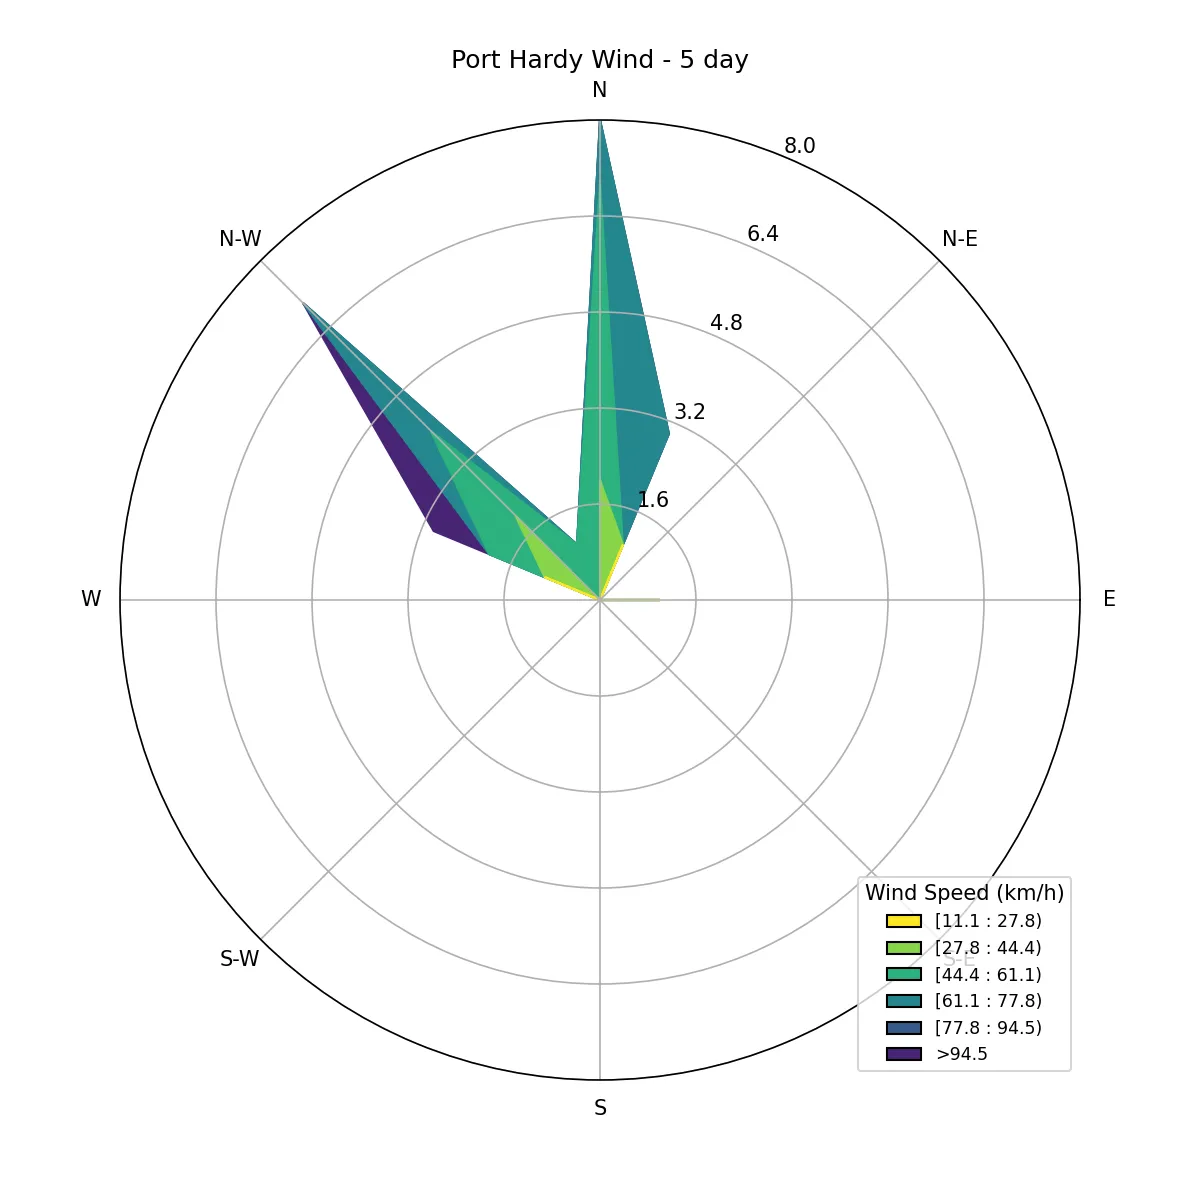 Port Hardy Wind - 5 day
N
8.0
6.4
N-W
N-E
4.8
3.2
1.6
W
E
Wind Speed (km/h)
[11.1 : 27.8)
[27.8 : 44.4)
S-W
S-E
[44.4 : 61.1)
[61.1 : 77.8)
[77.8 : 94.5)
>94.5
S